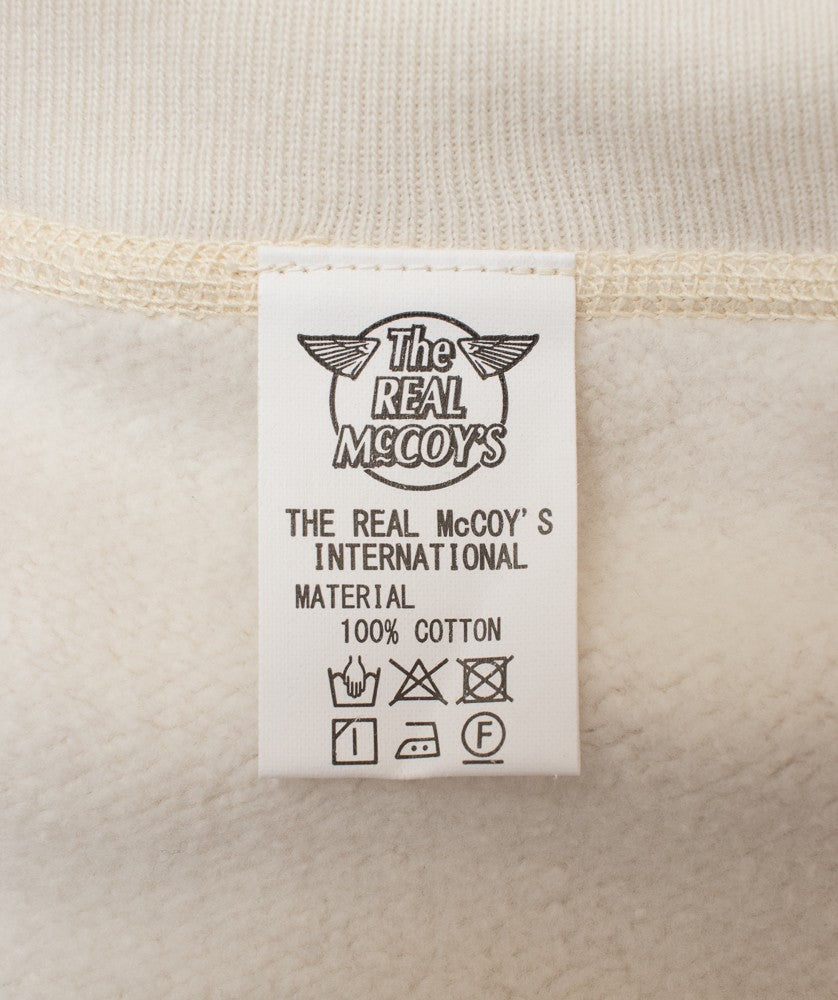 The
REAL
McCOY'S
THE REAL McCOY'S
INTERNATIONAL
MATERIAL
100% COTTON
F